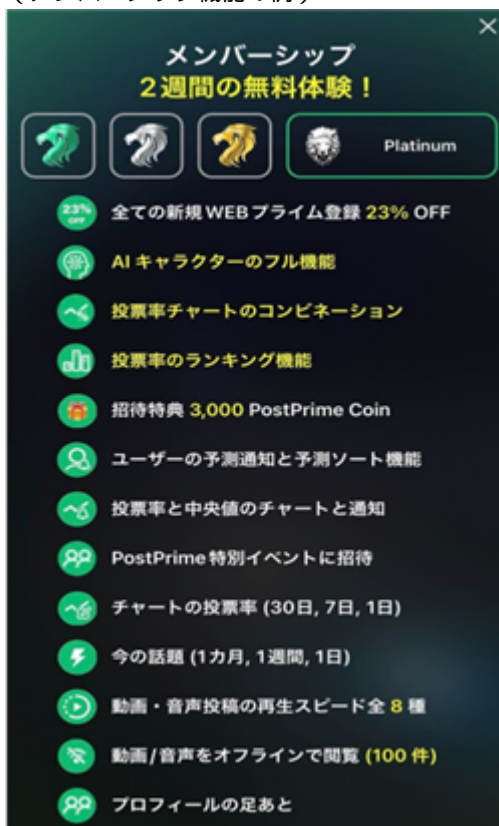 メンバーシップ
2週間の無料体験！
Platinum
23% OFF
全ての新規WEBプライム登録 23% OFF
AIキャラクターのフル機能
投票率チャートのコンビネーション
投票率のランキング機能
招待特典 3,000 PostPrime Coin
ユーザーの予測通知と予測ソート機能
投票率と中央値のチャートと通知
PostPrime特別イベントに招待
チャートの投票率 (30日, 7日, 1日)
今の話題 (1カ月, 1週間, 1日)
動画・音声投稿の再生スピード全 8 種
動画/音声をオフラインで閲覧 (100 件)
プロフィールの足あと